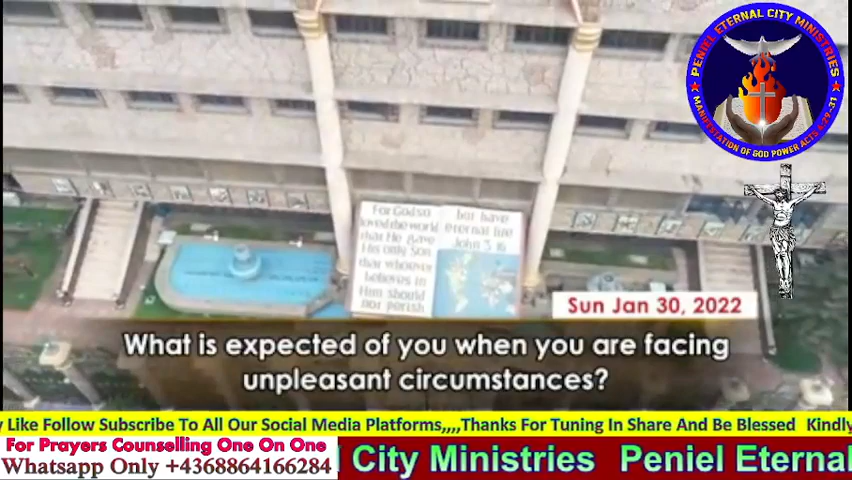 PENIEL ETERNAL CITY MINISTRIES
MANIFESTATION OF GOD POWER ACTS 4:29-31
For God so
loved the world
that He gave
His only Son
that whoever
believes in
Him should
not perish
but have
eternal life
John 3 16
Sun Jan 30, 2022
What is expected of you when you are facing
unpleasant circumstances?
y Like Follow Subscribe To All Our Social Media Platforms,,,,Thanks For Tuning In Share And Be Blessed Kindly
For Prayers Counselling One On One
Whatsapp Only +4368864166284
l City Ministries Peniel Eternal